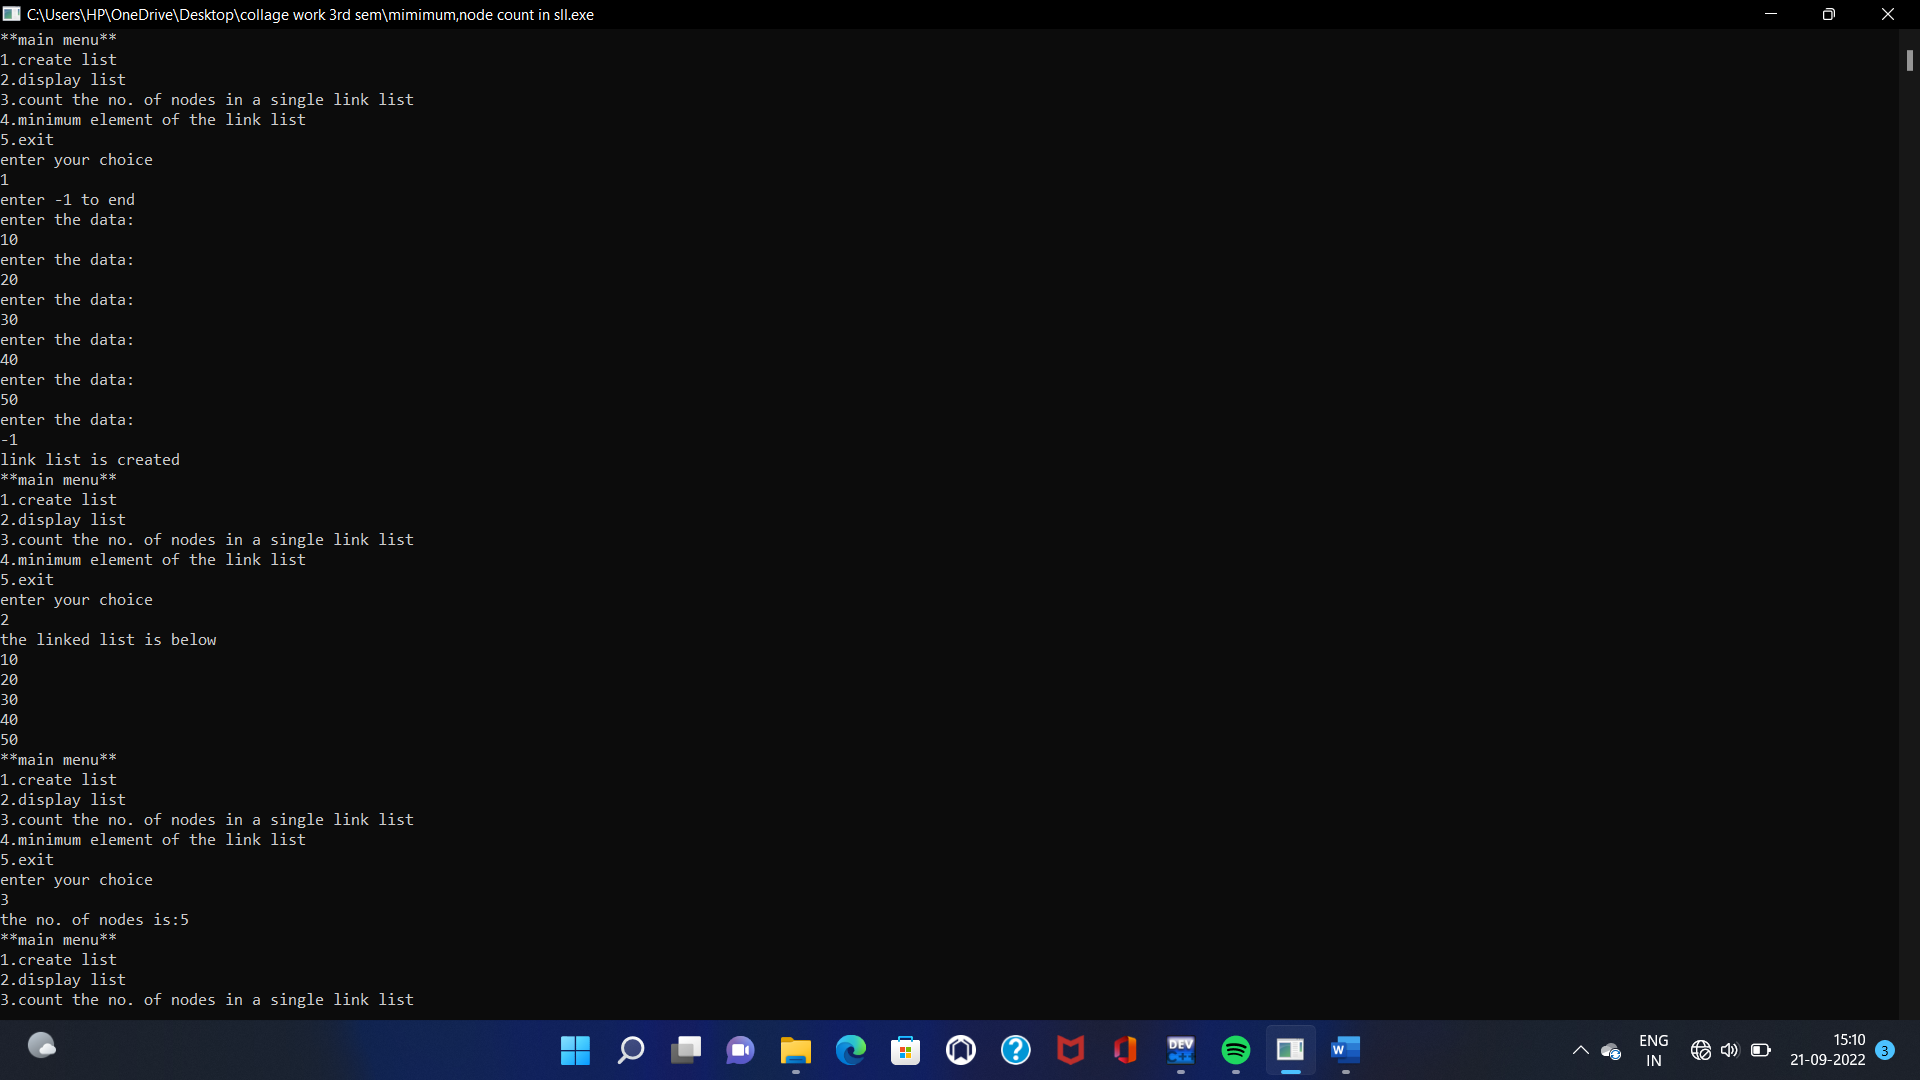 C:\Users\HP\OneDrive\Desktop\collage work 3rd sem\mimimum,node count in sll.exe
**main menu**
1.create list
2.display list
3.count the no. of nodes in a single link list
4.minimum element of the link list
5.exit
enter your choice
1
enter -1 to end
enter the data:
10
enter the data:
20
enter the data:
30
enter the data:
40
enter the data:
50
enter the data:
-1
link list is created
**main menu**
1.create list
2.display list
3.count the no. of nodes in a single link list
4.minimum element of the link list
5.exit
enter your choice
2
the linked list is below
10
20
30
40
50
**main menu**
1.create list
2.display list
3.count the no. of nodes in a single link list
4.minimum element of the link list
5.exit
enter your choice
3
the no. of nodes is:5
**main menu**
1.create list
2.display list
3.count the no. of nodes in a single link list
DEV
C++
W
ENG
IN
15:10
21-09-2022
3